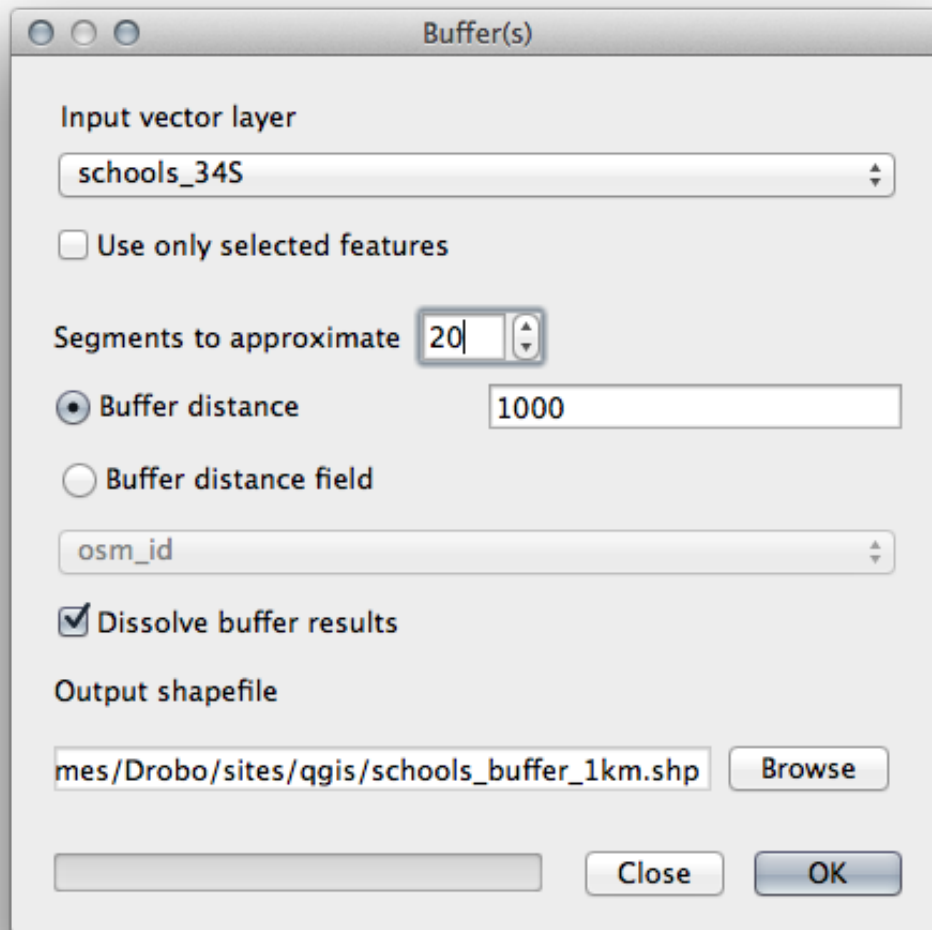 Buffer(s)
Input vector layer
schools_34S
Use only selected features
Segments to approximate 20
Buffer distance 1000
Buffer distance field
osm_id
Dissolve buffer results
Output shapefile
mes/Drobo/sites/qgis/schools_buffer_1km.shp Browse
Close OK